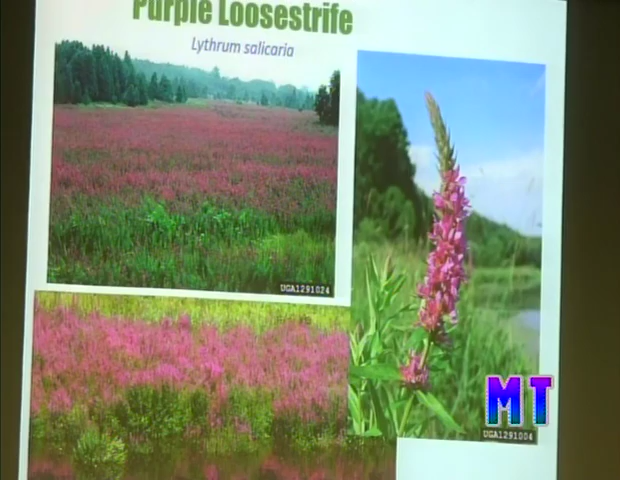 Purple Loosestrife
Lythrum salicaria
UGA1291024
UGA1291004
MT